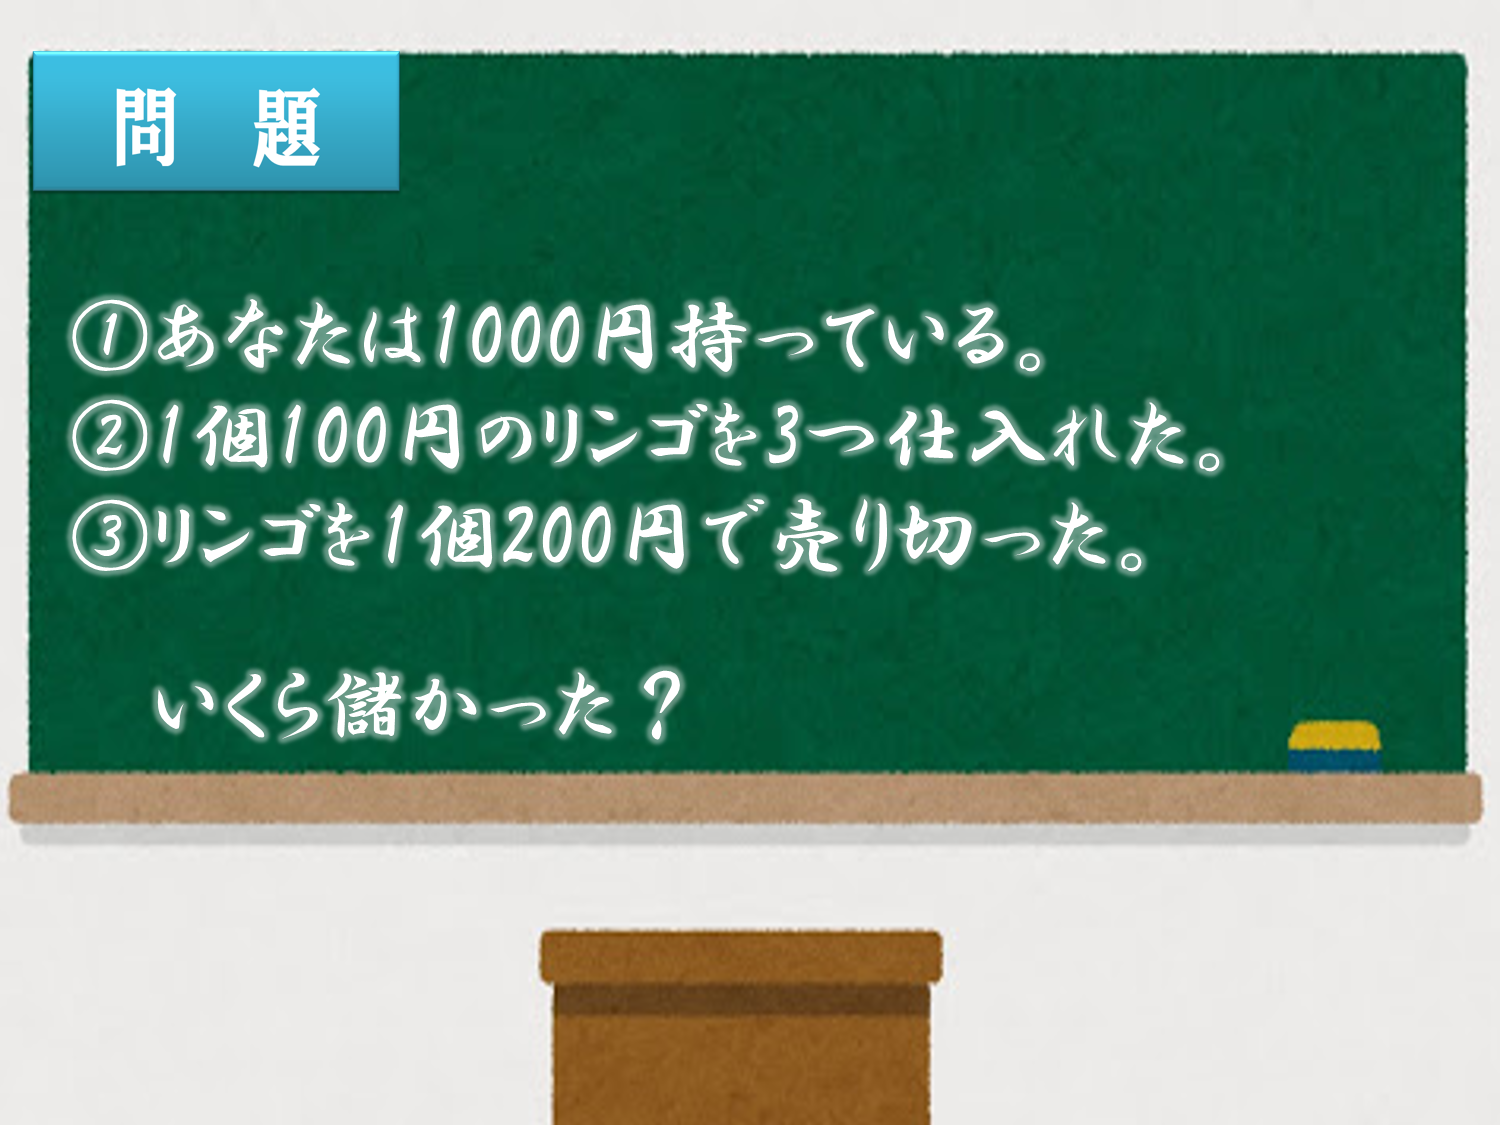 問　題
①あなたは1000円持っている。
②1個100円のリンゴを3つ仕入れた。
③リンゴを1個200円で売り切った。
いくら儲かった？